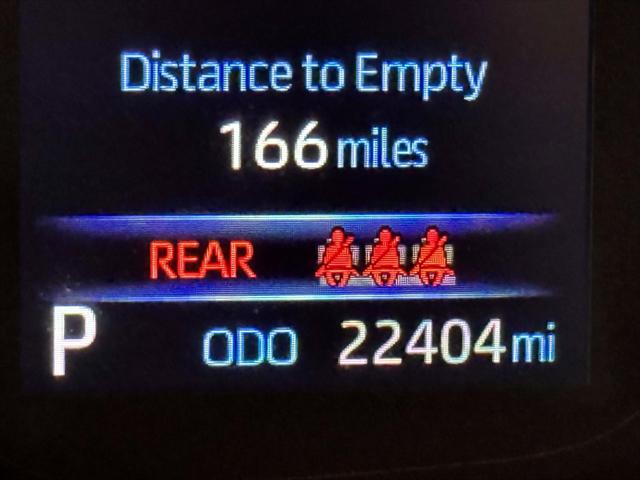 Distance to Empty
166 miles
REAR
P ODO 22404 mi